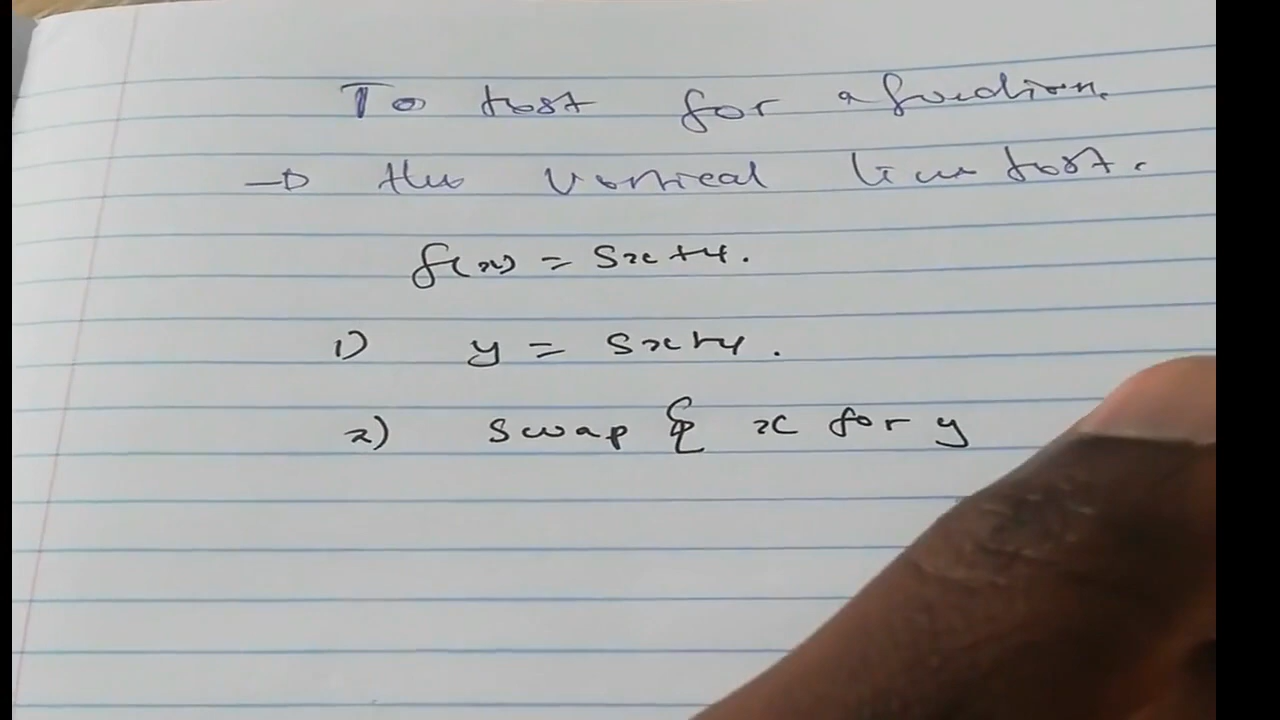 To test for a function.
→ the vertical line test.
f(x) = 5x+4.
1) y = 5x+4.
2) swap x for y